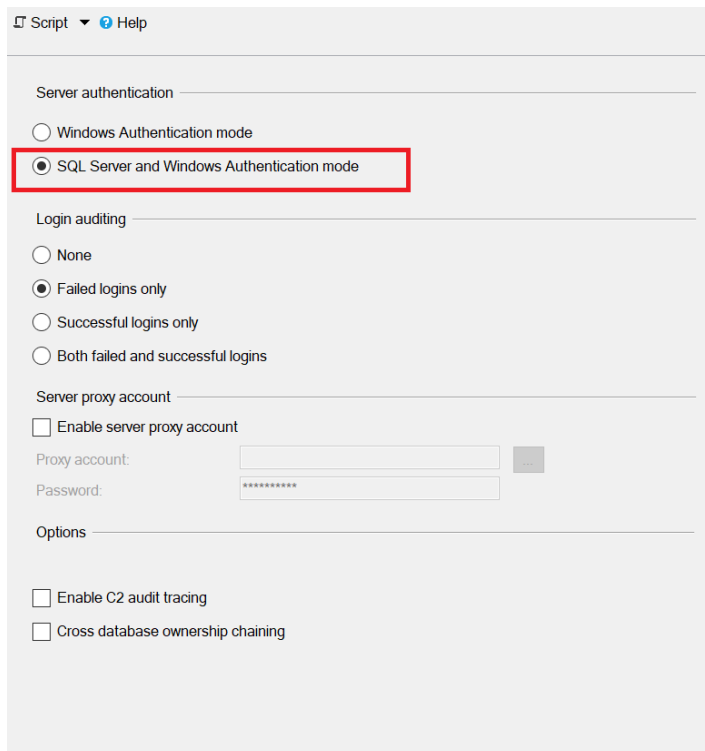 Script Help
Server authentication
Windows Authentication mode
SQL Server and Windows Authentication mode
Login auditing
None
Failed logins only
Successful logins only
Both failed and successful logins
Server proxy account
Enable server proxy account
Proxy account: ...
Password: **********
Options
Enable C2 audit tracing
Cross database ownership chaining